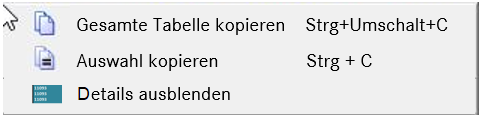 Gesamte Tabelle kopieren Strg+Umschalt+C
Auswahl kopieren Strg + C
Details ausblenden